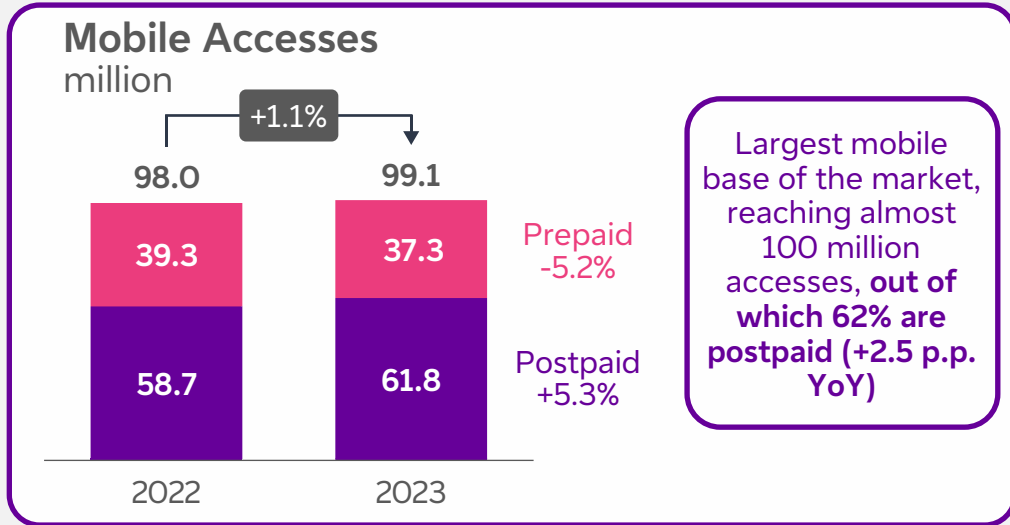 Mobile Accesses
million
+1.1%
98.0
99.1
39.3
37.3
Prepaid
-5.2%
58.7
61.8
Postpaid
+5.3%
2022
2023
Largest mobile
base of the market,
reaching almost
100 million
accesses, out of
which 62% are
postpaid (+2.5 p.p.
YoY)